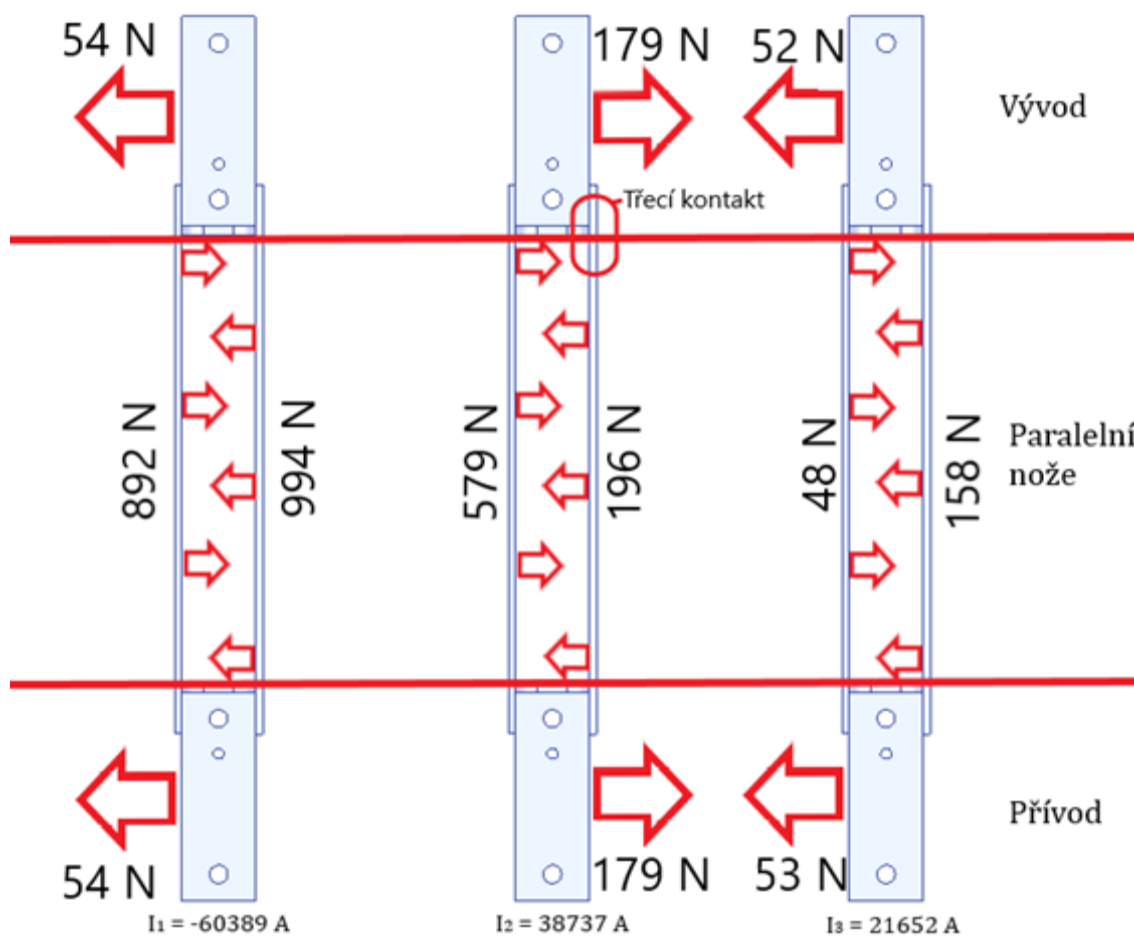 54 N
179 N
52 N
Vývod
Třecí kontakt
892 N
994 N
579 N
196 N
48 N
158 N
Paralelní
nože
Přívod
54 N
179 N
53 N
I₁ = -60389 A
I₂ = 38737 A
I₃ = 21652 A